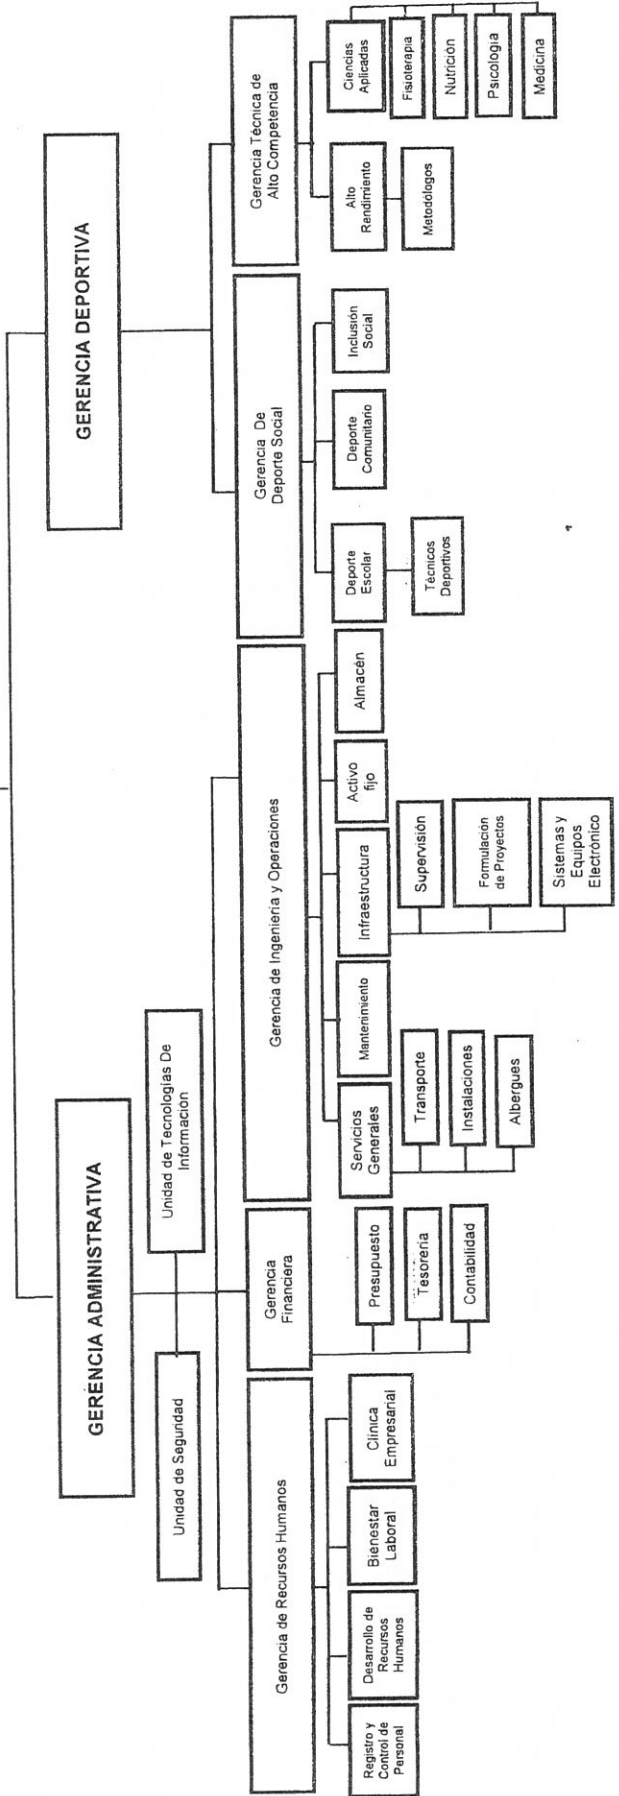 GERENCIA ADMINISTRATIVA
GERENCIA DEPORTIVA
Unidad de Seguridad
Unidad de Tecnologías De
Información
Gerencia de Recursos Humanos
Registro y
Control de
Personal
Desarrollo de
Recursos
Humanos
Bienestar
Laboral
Clínica
Empresarial
Gerencia
Financiera
Presupuesto
Tesorería
Contabilidad
Gerencia de Ingeniería y Operaciones
Servicios
Generales
Transporte
Instalaciones
Albergues
Mantenimiento
Infraestructura
Supervisión
Formulación
de Proyectos
Sistemas y
Equipos
Electrónico
Activo
fijo
Almacén
Gerencia De
Deporte Social
Deporte
Escolar
Técnicos
Deportivos
Deporte
Comunitario
Inclusión
Social
Gerencia Técnica de
Alto Competencia
Alto
Rendimiento
Metodólogos
Ciencias
Aplicadas
Fisioterapia
Nutrición
Psicología
Medicina